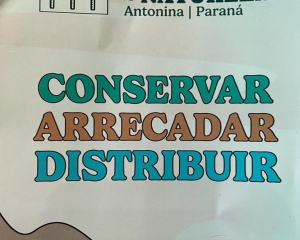 Antonina | Paraná
CONSERVAR
ARRECADAR
DISTRIBUIR